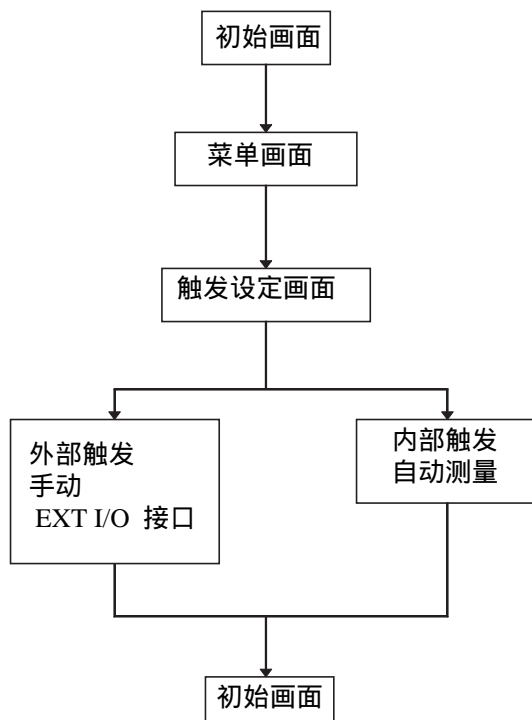 初始画面
菜单画面
触发设定画面
外部触发
手动
EXT I/O 接口
内部触发
自动测量
初始画面